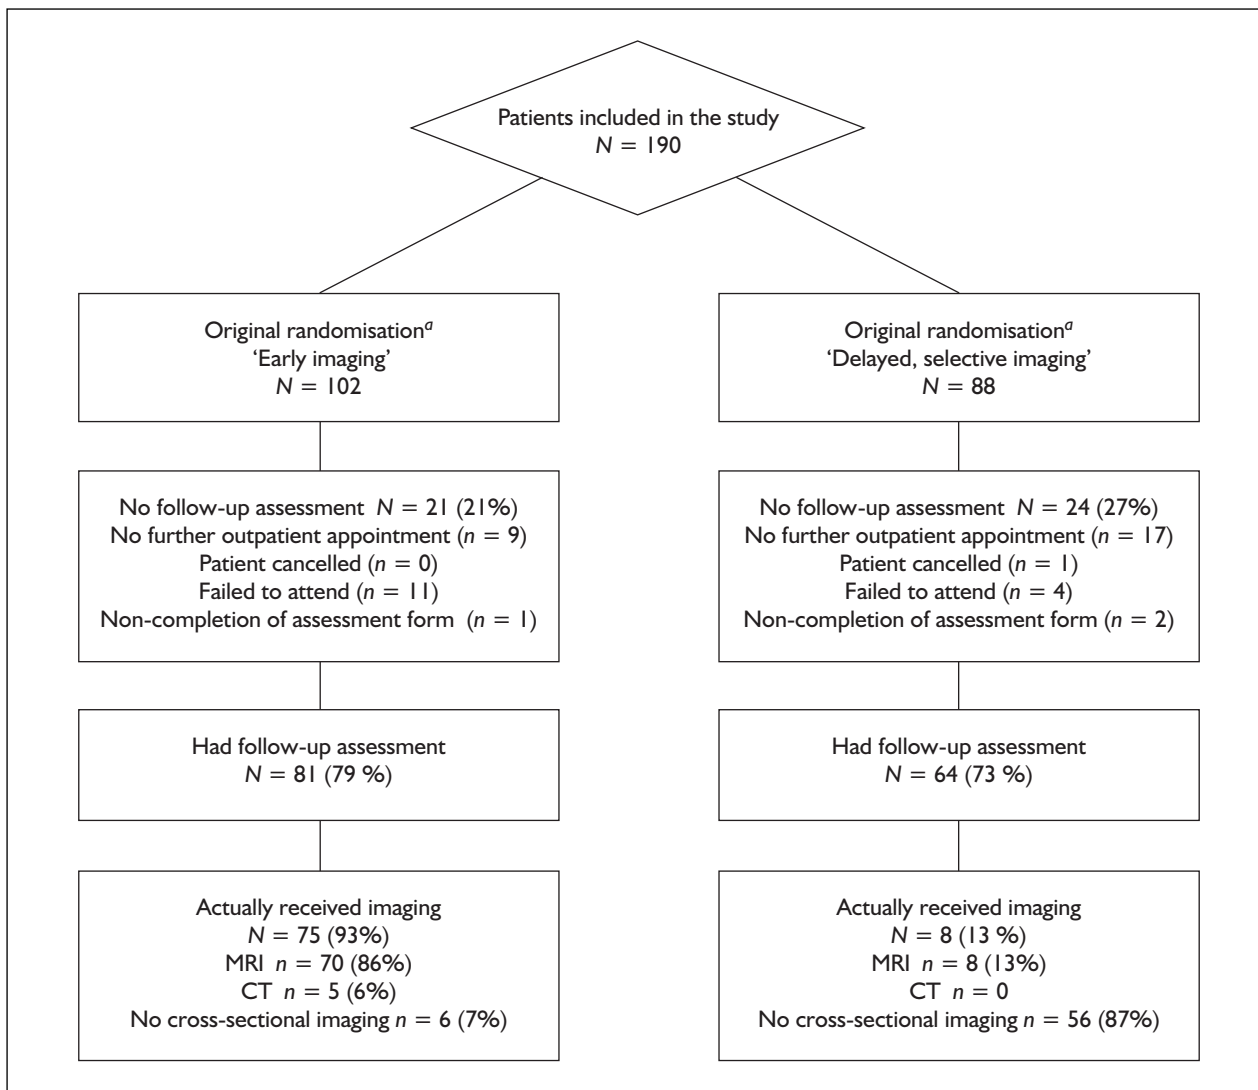 Patients included in the study
N = 190
Original randomisationᵃ
‘Early imaging’
N = 102
Original randomisationᵃ
‘Delayed, selective imaging’
N = 88
No follow-up assessment N = 21 (21%)
No further outpatient appointment (n = 9)
Patient cancelled (n = 0)
Failed to attend (n = 11)
Non-completion of assessment form (n = 1)
No follow-up assessment N = 24 (27%)
No further outpatient appointment (n = 17)
Patient cancelled (n = 1)
Failed to attend (n = 4)
Non-completion of assessment form (n = 2)
Had follow-up assessment
N = 81 (79 %)
Had follow-up assessment
N = 64 (73 %)
Actually received imaging
N = 75 (93%)
MRI n = 70 (86%)
CT n = 5 (6%)
No cross-sectional imaging n = 6 (7%)
Actually received imaging
N = 8 (13 %)
MRI n = 8 (13%)
CT n = 0
No cross-sectional imaging n = 56 (87%)